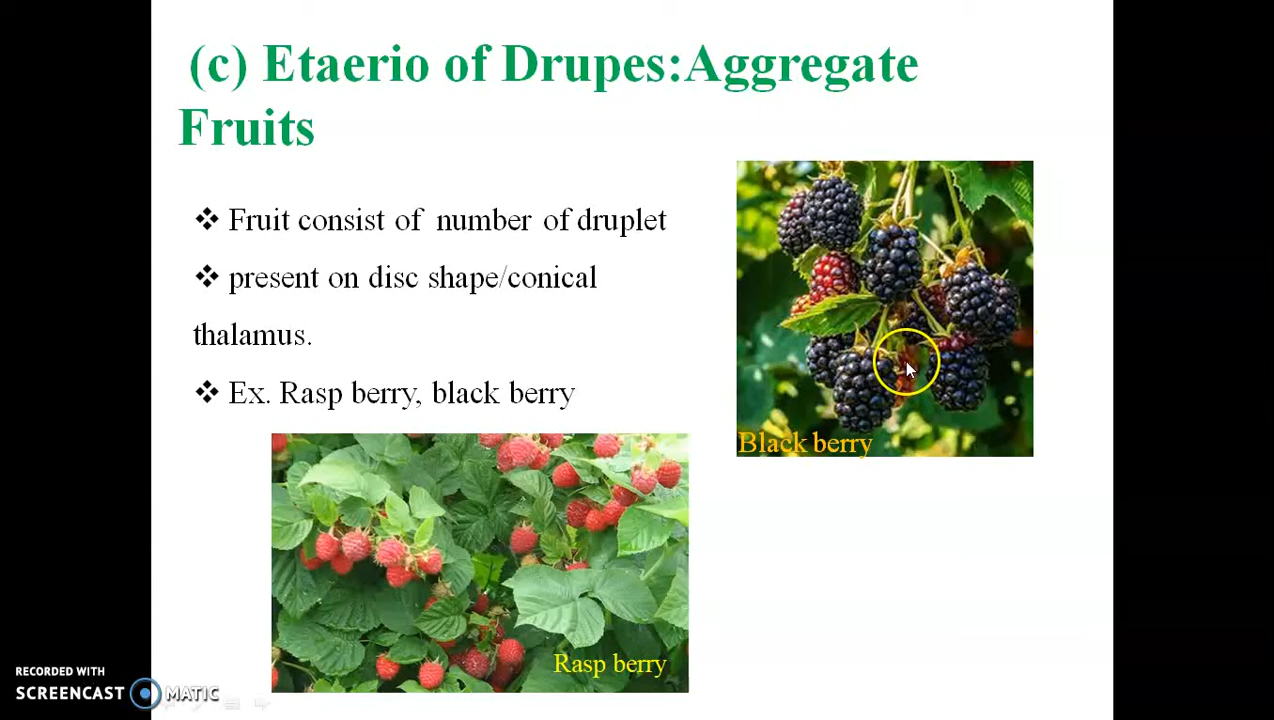 (c) Etaerio of Drupes:Aggregate
Fruits
❖ Fruit consist of number of druplet
❖ present on disc shape/conical
thalamus.
❖ Ex. Rasp berry, black berry
Black berry
Rasp berry
RECORDED WITH
SCREENCAST MATIC